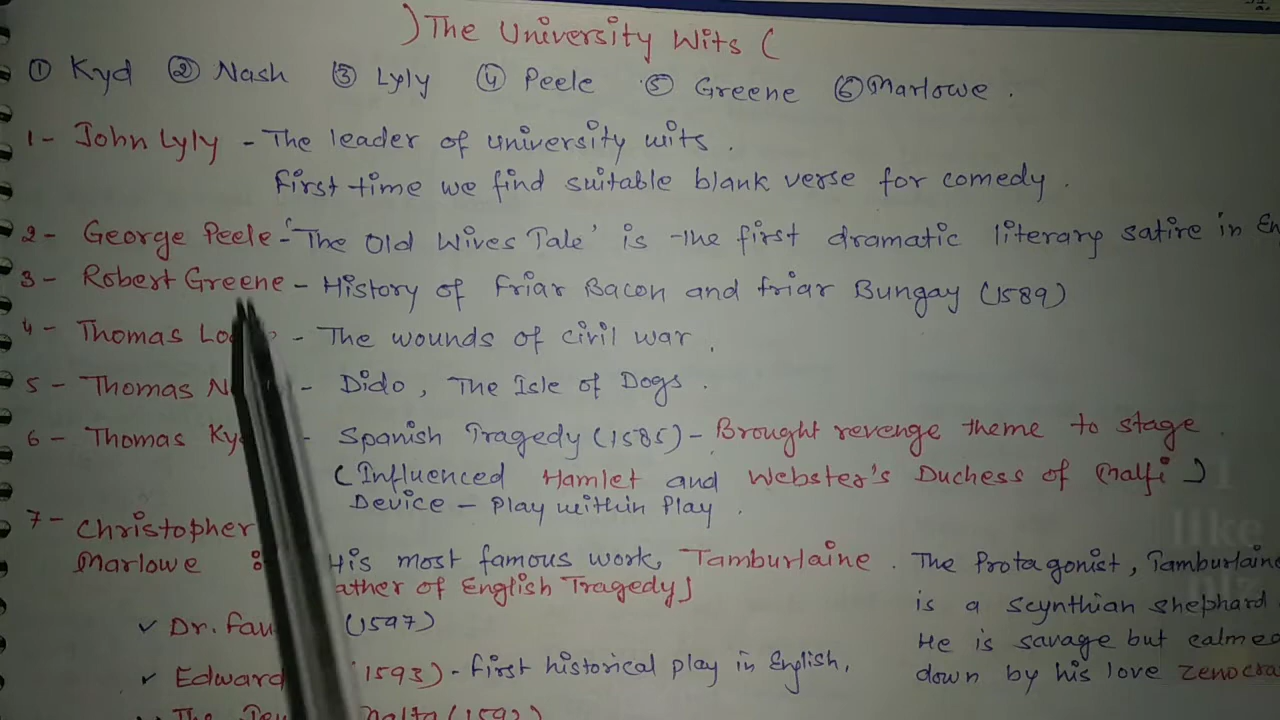 ) The University Wits (
① Kyd ② Nash ③ Lyly ④ Peele ⑤ Greene ⑥ Marlowe .
1- John Lyly - The leader of university wits .
First time we find suitable blank verse for comedy .
2- George Peele - 'The Old Wives Tale' is the first dramatic literary satire in
3- Robert Greene - History of Friar Bacon and friar Bungay (1589)
4- Thomas - The wounds of civil war .
5- Thomas - Dido , The Isle of Dogs .
6- Thomas - Spanish Tragedy (1585) - Brought revenge theme to stage .
(Influenced Hamlet and Webster's Duchess of Malfi)
Device - Play within Play .
7- Christopher
Marlowe : His most famous work, Tamburlaine . The Protagonist, Tamburlaine
of English Tragedy] is a scynthian shephard
✓ Dr. (1597) He is savage but calmed
✓ Edward (1593) - first historical play in English, down by his love
The Malta (1592)
like
plz